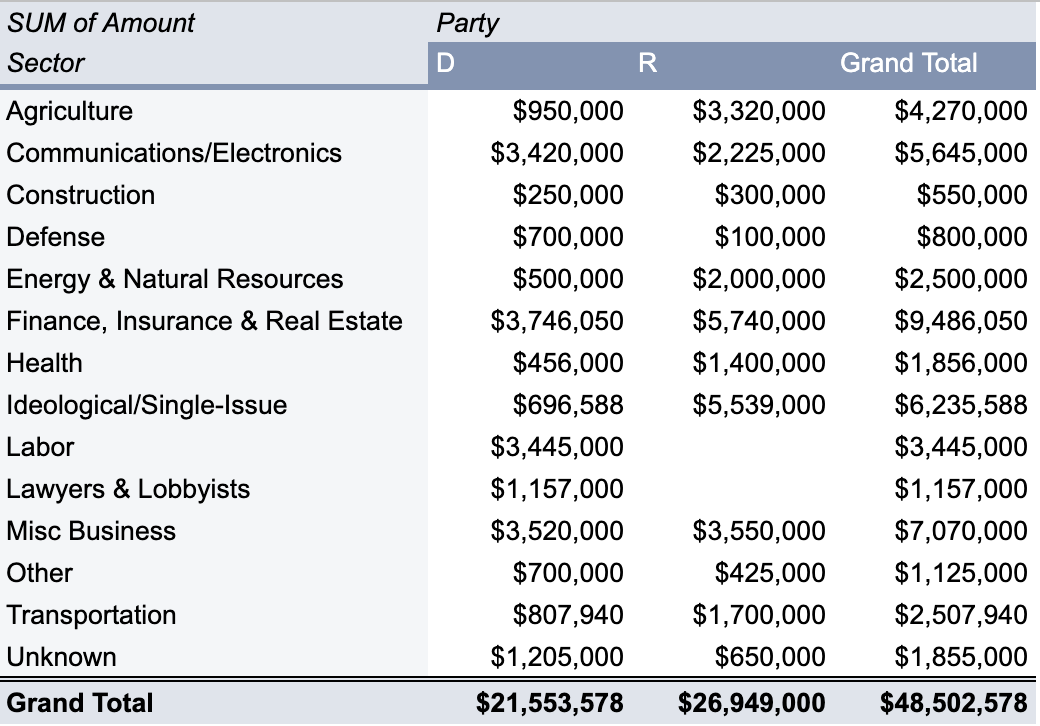 SUM of Amount Party
Sector D R Grand Total
Agriculture $950,000 $3,320,000 $4,270,000
Communications/Electronics $3,420,000 $2,225,000 $5,645,000
Construction $250,000 $300,000 $550,000
Defense $700,000 $100,000 $800,000
Energy & Natural Resources $500,000 $2,000,000 $2,500,000
Finance, Insurance & Real Estate $3,746,050 $5,740,000 $9,486,050
Health $456,000 $1,400,000 $1,856,000
Ideological/Single-Issue $696,588 $5,539,000 $6,235,588
Labor $3,445,000 $3,445,000
Lawyers & Lobbyists $1,157,000 $1,157,000
Misc Business $3,520,000 $3,550,000 $7,070,000
Other $700,000 $425,000 $1,125,000
Transportation $807,940 $1,700,000 $2,507,940
Unknown $1,205,000 $650,000 $1,855,000
Grand Total $21,553,578 $26,949,000 $48,502,578